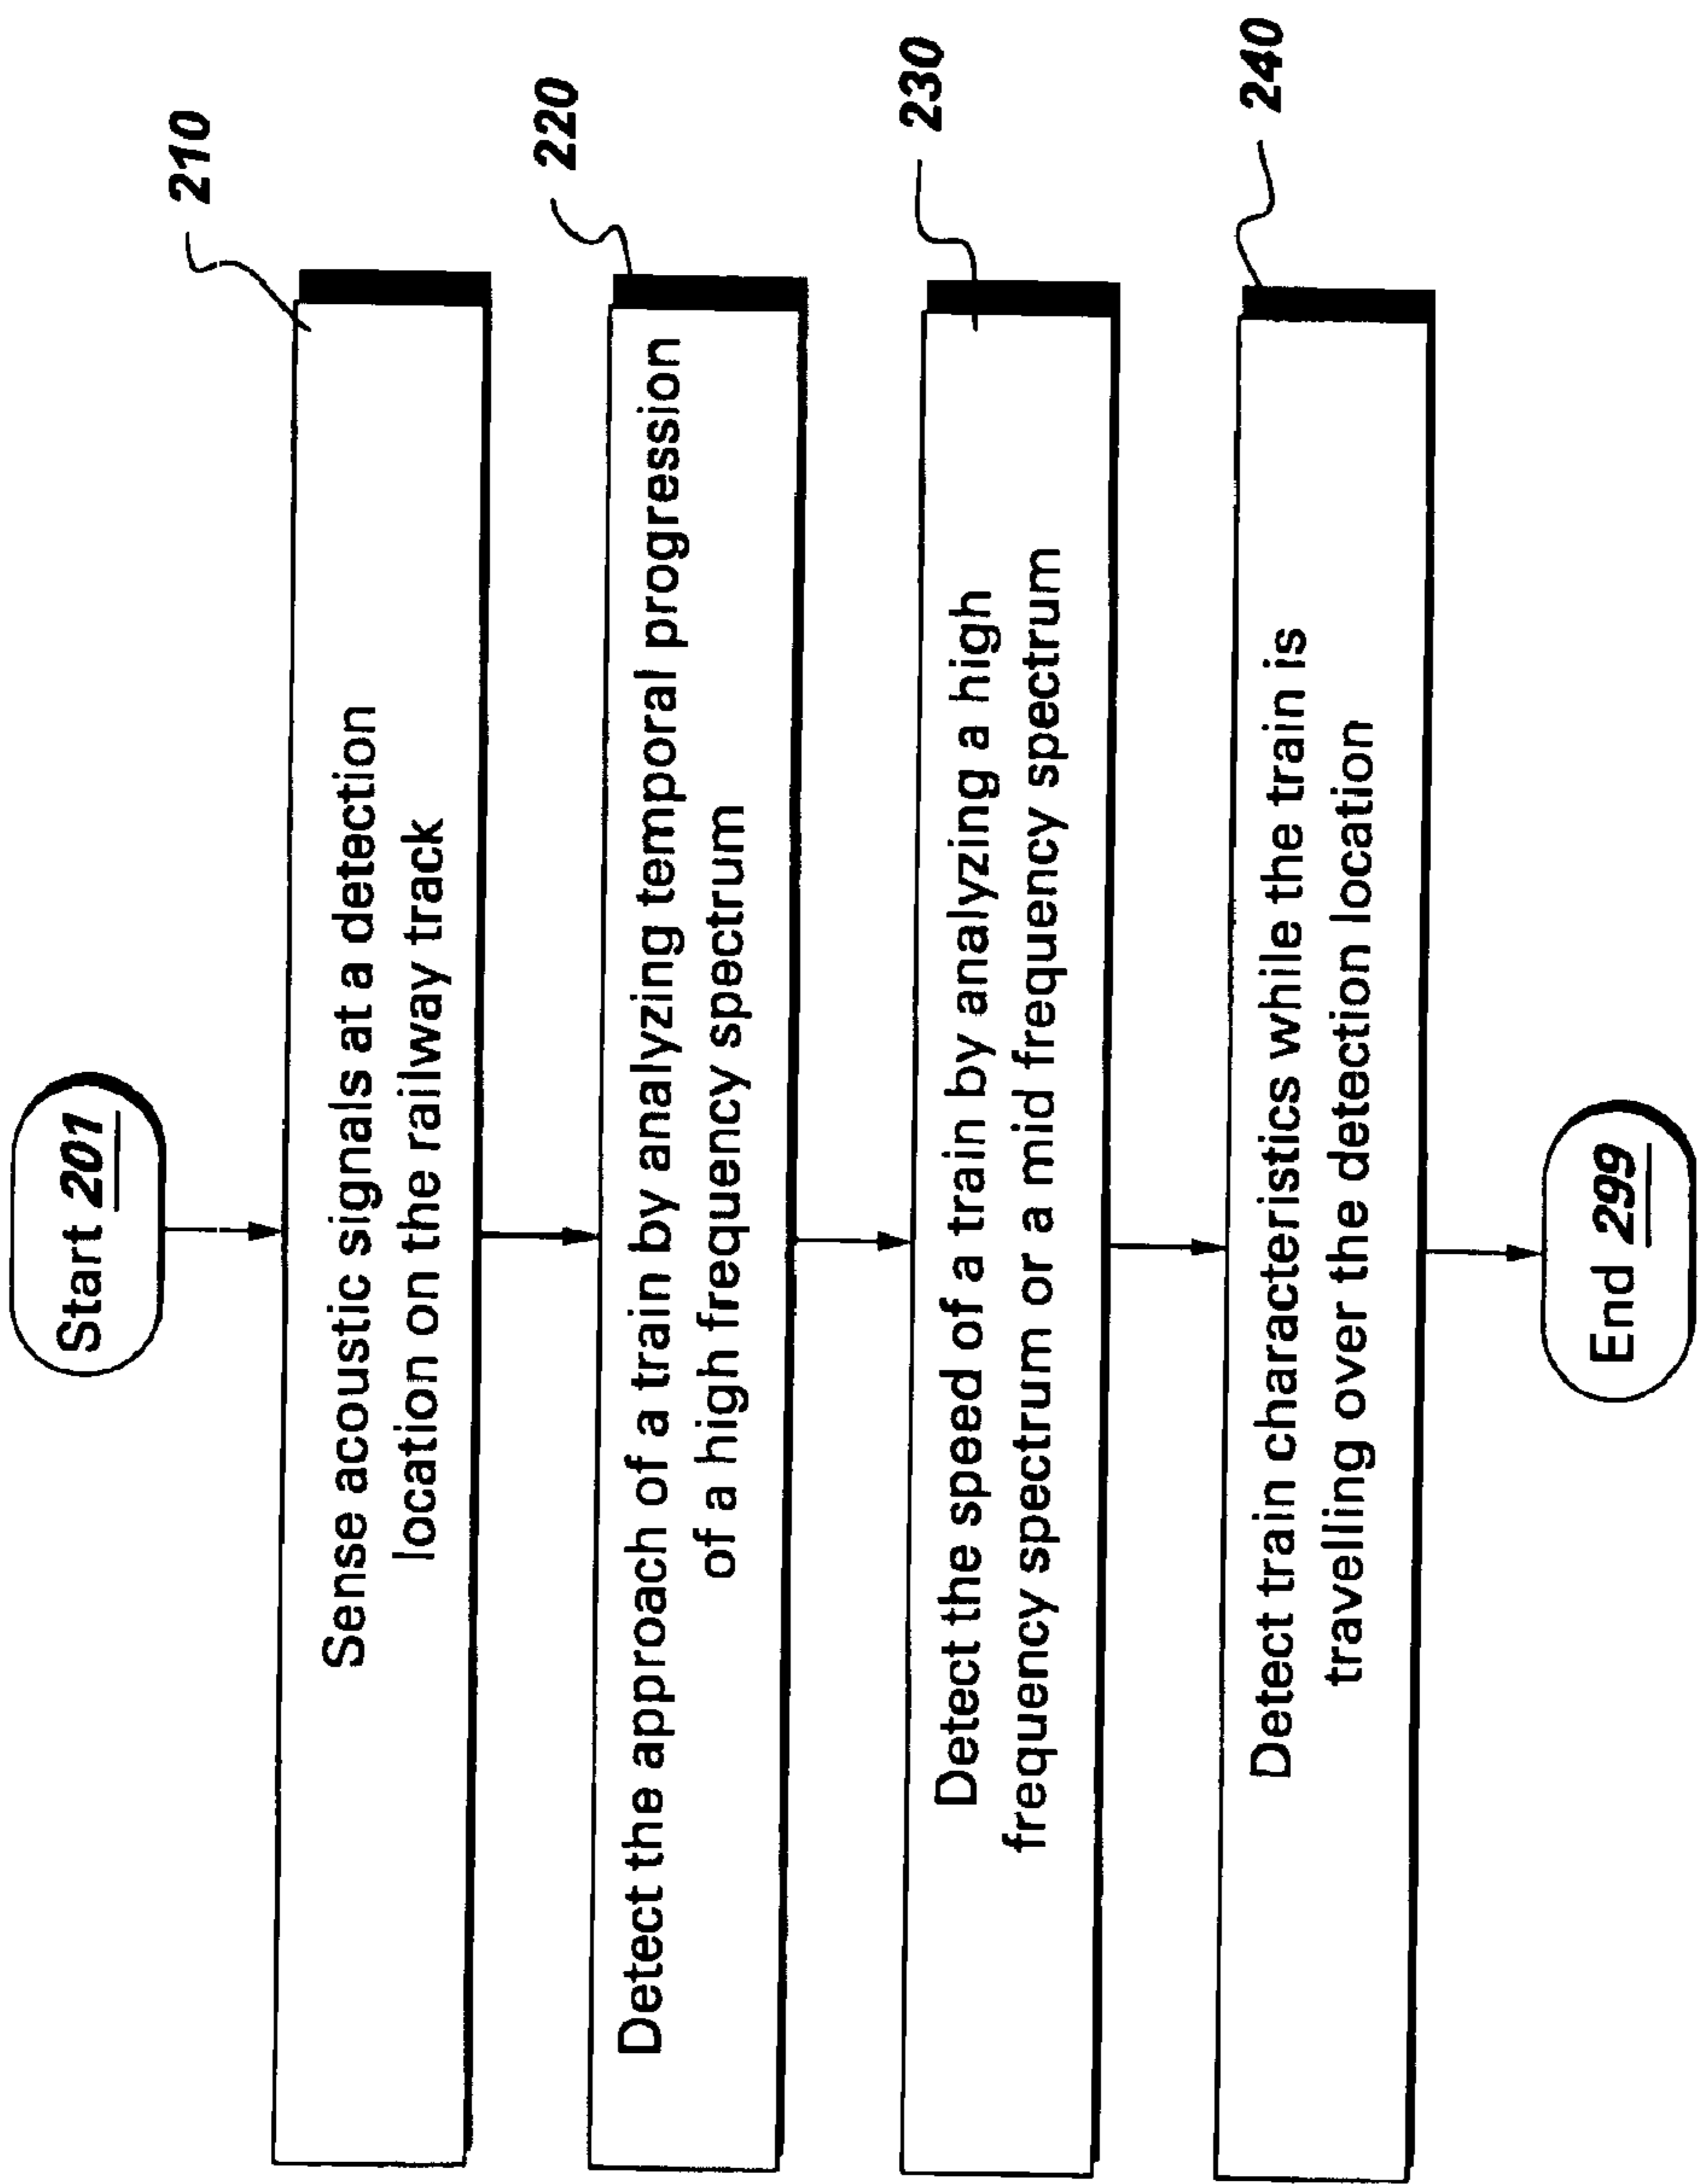 Start 201
210
Sense acoustic signals at a detection
location on the railway track
220
Detect the approach of a train by analyzing temporal progression
of a high frequency spectrum
230
Detect the speed of a train by analyzing a high
frequency spectrum or a mid frequency spectrum
240
Detect train characteristics while the train is
travelling over the detection location
End 299